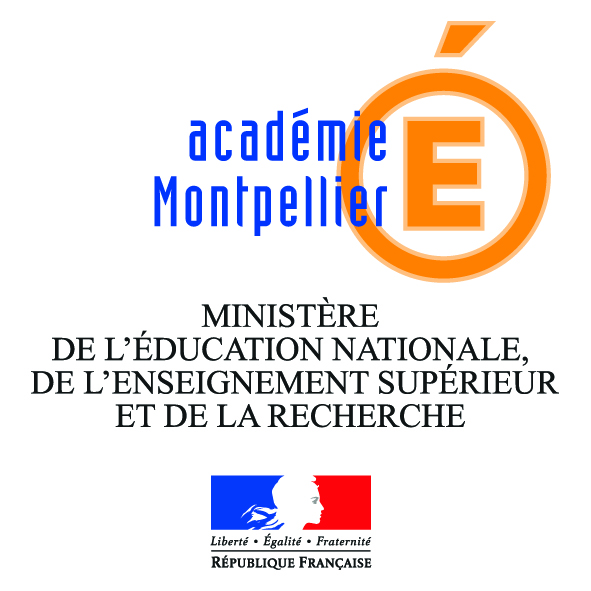 académie
Montpellier
É
MINISTÈRE
DE L’ÉDUCATION NATIONALE,
DE L’ENSEIGNEMENT SUPÉRIEUR
ET DE LA RECHERCHE
Liberté • Égalité • Fraternité
RÉPUBLIQUE FRANÇAISE